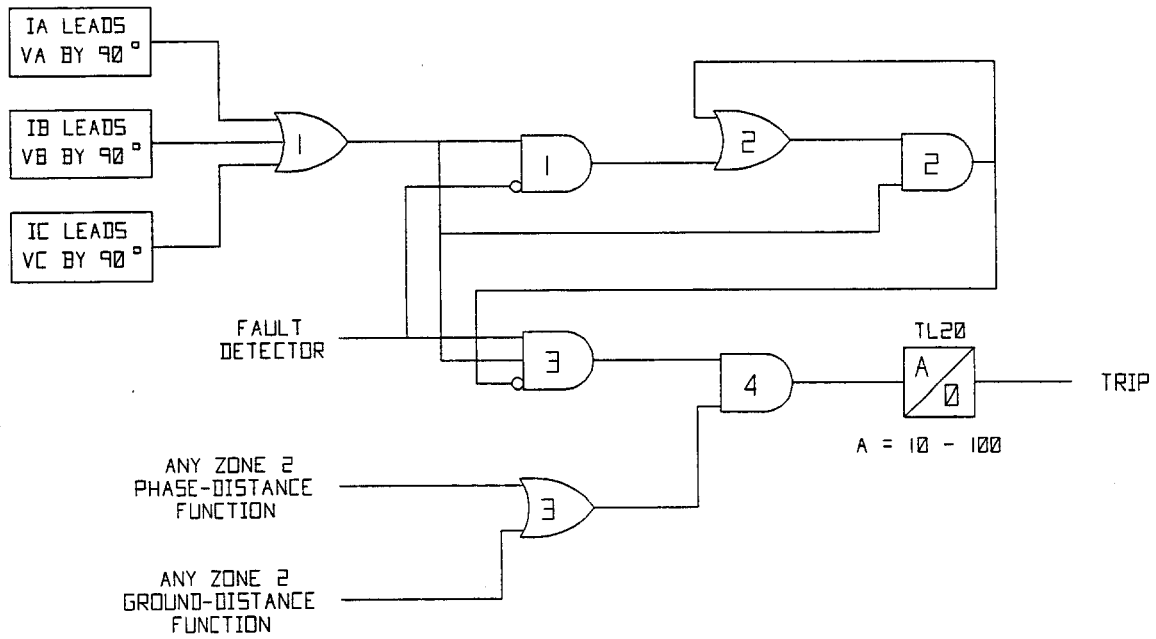 IA LEADS
VA BY 90°
IB LEADS
VB BY 90°
IC LEADS
VC BY 90°
1
1
2
2
FAULT
DETECTOR
3
4
TL20
A
0
TRIP
A = 10 - 100
ANY ZONE 2
PHASE-DISTANCE
FUNCTION
3
ANY ZONE 2
GROUND-DISTANCE
FUNCTION